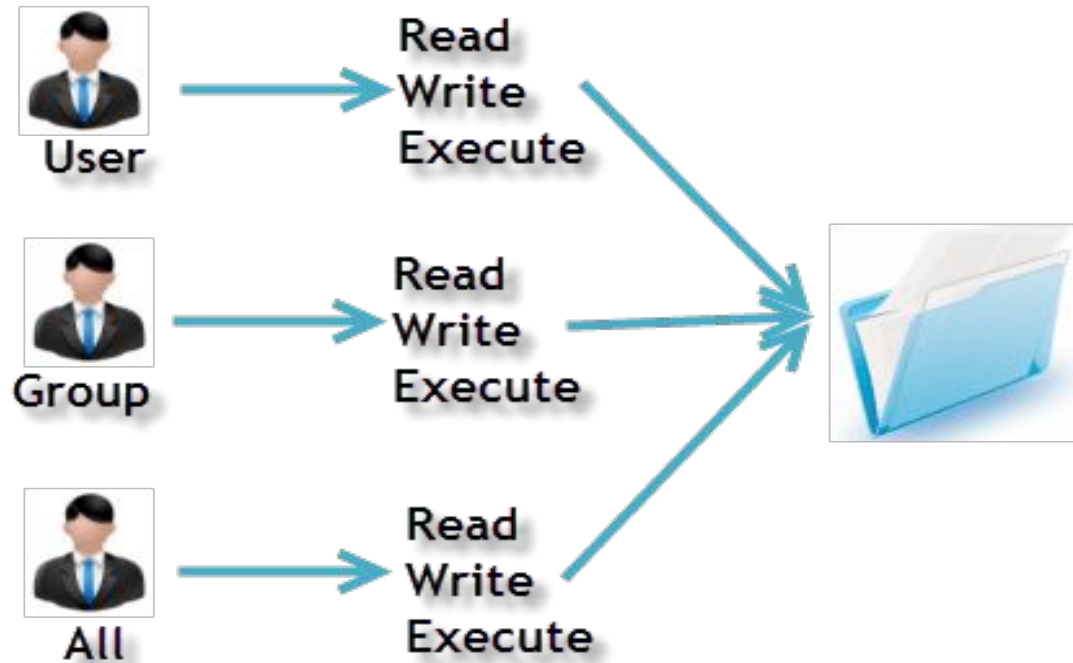 User
Read
Write
Execute
Group
Read
Write
Execute
All
Read
Write
Execute